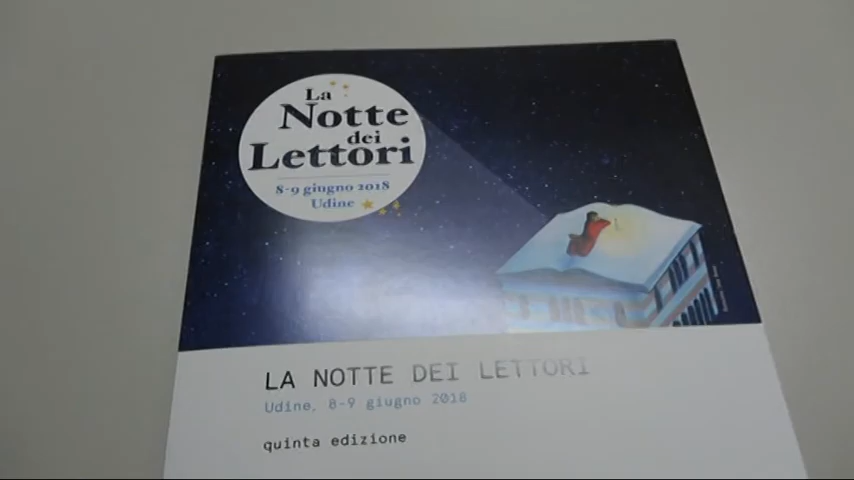 La
Notte
dei
Lettori
8-9 giugno 2018
Udine
LA NOTTE DEI LETTORI
Udine, 8-9 giugno 2018
quinta edizione